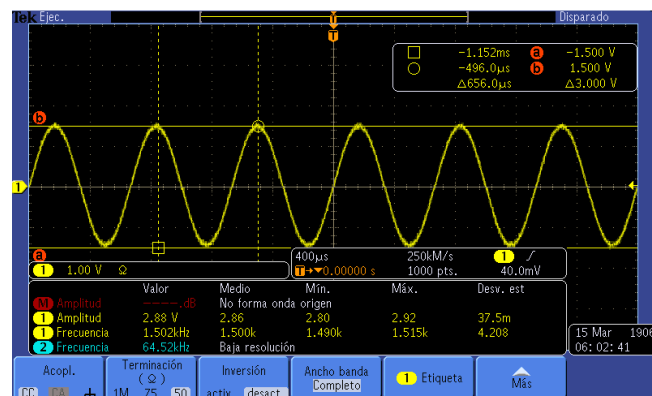 Tek Ejec. Disparado
T
T
-1.152ms a -1.500 V
-496.0µs b 1.500 V
△656.0µs △3.000 V
b
1
a
1 1.00 V Ω
400µs 250kM/s 1 /
T→▼0.00000 s 1000 pts. 40.0mV
Valor Medio Mín. Máx. Desv. est
M Amplitud ----.dB No forma onda origen
1 Amplitud 2.88 V 2.86 2.80 2.92 37.5m
1 Frecuencia 1.502kHz 1.500k 1.490k 1.515k 4.208
2 Frecuencia 64.52kHz Baja resolución
15 Mar 1906
06:02:41
Acopl.
CC CA
Terminación
(Ω)
1M 75 50
Inversión
activ. desact.
Ancho banda
Completo
1 Etiqueta
Más